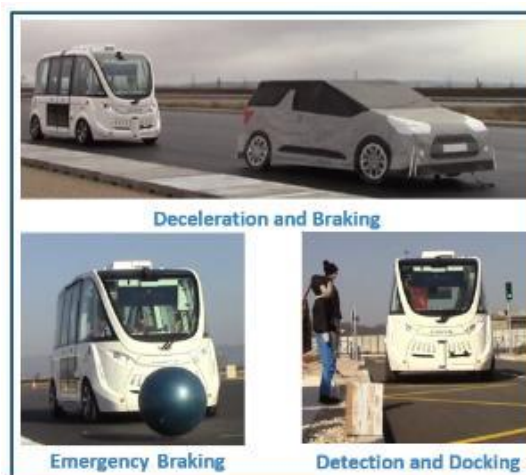 Deceleration and Braking
Emergency Braking
Detection and Docking